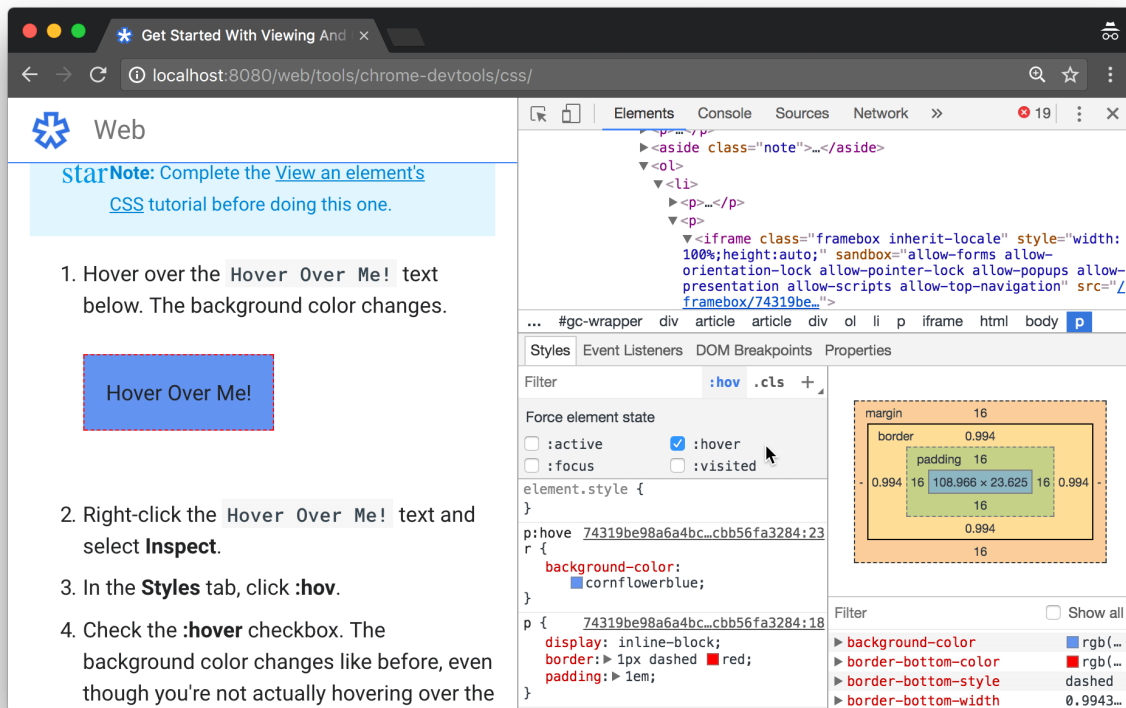 Get Started With Viewing And
localhost:8080/web/tools/chrome-devtools/css/
Web
starNote: Complete the View an element's
CSS tutorial before doing this one.
1. Hover over the Hover Over Me! text
below. The background color changes.
Hover Over Me!
2. Right-click the Hover Over Me! text and
select Inspect.
3. In the Styles tab, click :hov.
4. Check the :hover checkbox. The
background color changes like before, even
though you're not actually hovering over the
Elements Console Sources Network » 19
▶<p>…</p>
▶<aside class="note">…</aside>
▼<ol>
▼<li>
▶<p>…</p>
▼<p>
▼<iframe class="framebox inherit-locale" style="width:
100%;height:auto;" sandbox="allow-forms allow-
orientation-lock allow-pointer-lock allow-popups allow-
presentation allow-scripts allow-top-navigation" src="/
framebox/74319be…">
... #gc-wrapper div article article div ol li p iframe html body p
Styles Event Listeners DOM Breakpoints Properties
Filter :hov .cls +
Force element state
:active :hover
:focus :visited
element.style {
}
p:hove 74319be98a6a4bc…cbb56fa3284:23
r {
background-color:
cornflowerblue;
}
p { 74319be98a6a4bc…cbb56fa3284:18
display: inline-block;
border:▶ 1px dashed red;
padding:▶ 1em;
}
margin 16
border 0.994
padding 16
- 0.994 16 108.966 × 23.625 16 0.994 -
16
0.994
16
Filter Show all
▶ background-color rgb(…
▶ border-bottom-color rgb(…
▶ border-bottom-style dashed
▶ border-bottom-width 0.9943…